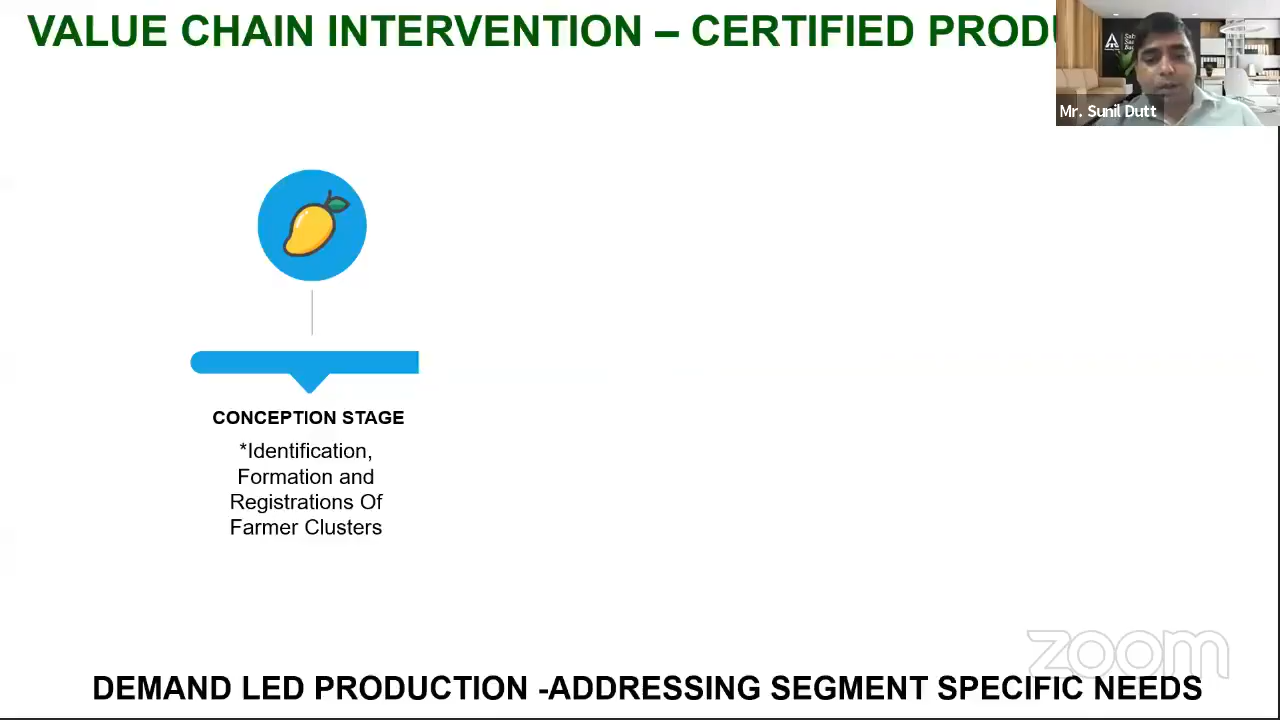 VALUE CHAIN INTERVENTION – CERTIFIED
Mr. Sunil Dutt
CONCEPTION STAGE
*Identification,
Formation and
Registrations Of
Farmer Clusters
zoom
DEMAND LED PRODUCTION -ADDRESSING SEGMENT SPECIFIC NEEDS